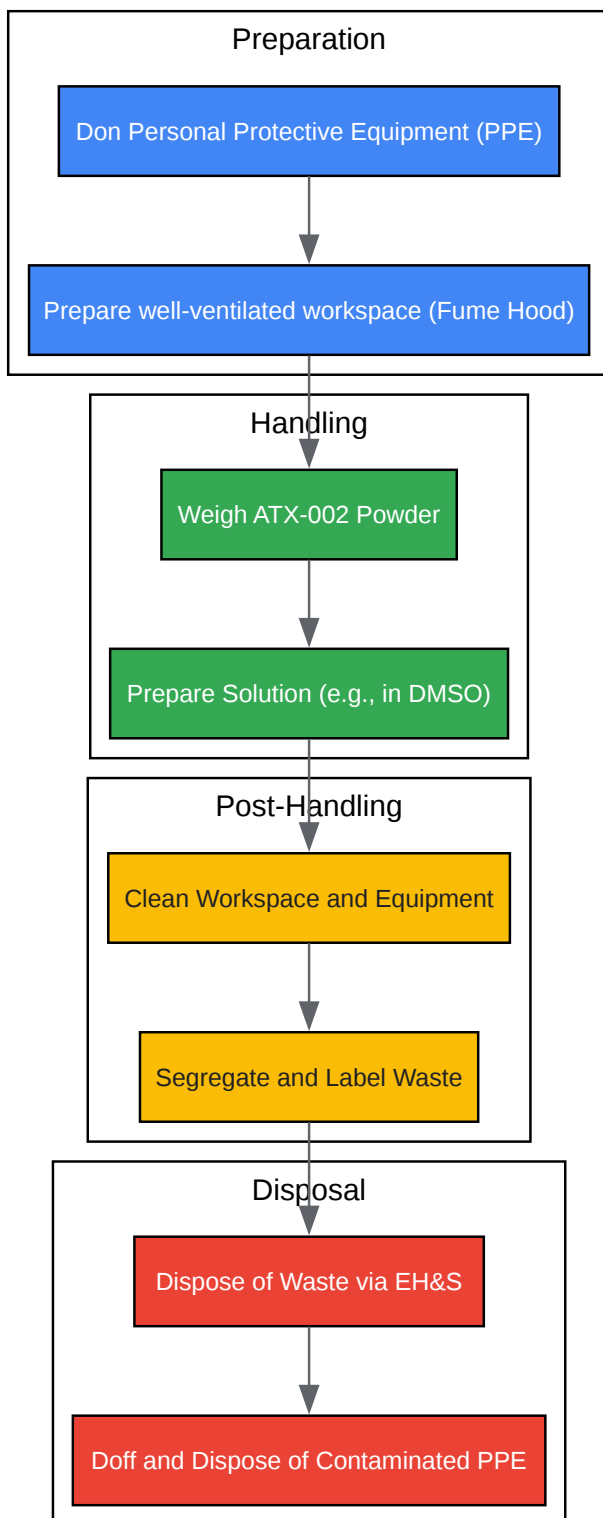 Preparation
Don Personal Protective Equipment (PPE)
Prepare well-ventilated workspace (Fume Hood)
Handling
Weigh ATX-002 Powder
Prepare Solution (e.g., in DMSO)
Post-Handling
Clean Workspace and Equipment
Segregate and Label Waste
Disposal
Dispose of Waste via EH&S
Doff and Dispose of Contaminated PPE